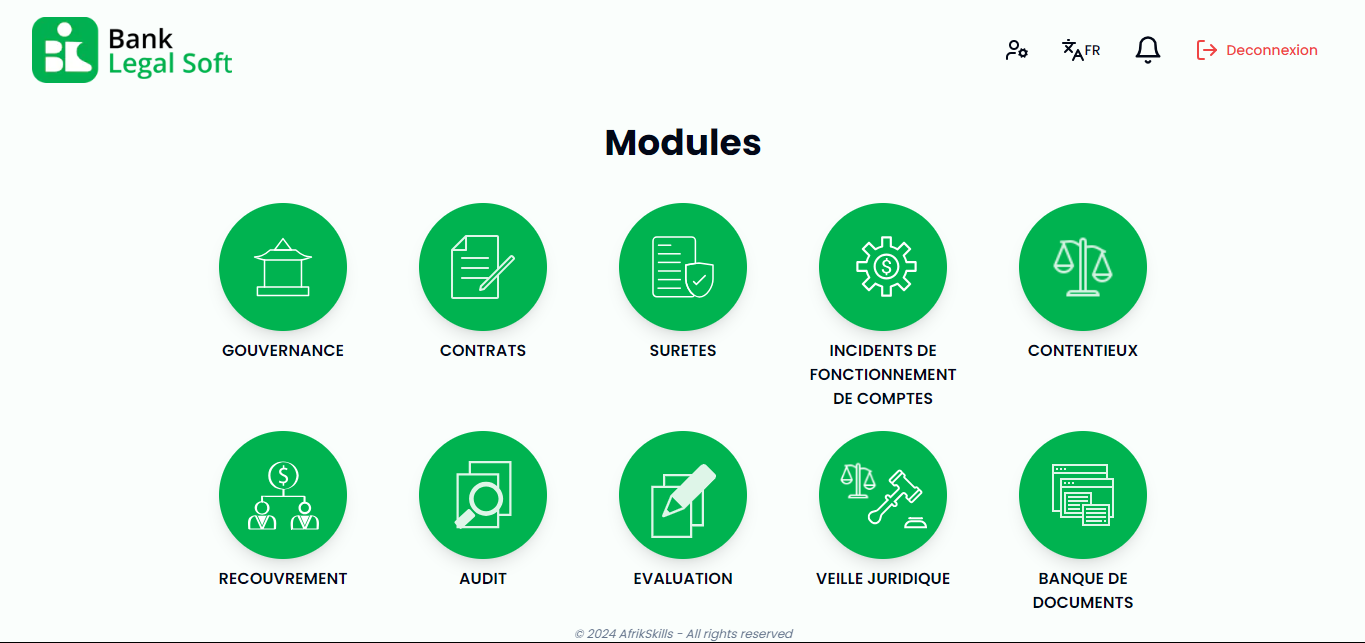 Bank
Legal Soft
FR
Deconnexion
Modules
GOUVERNANCE
CONTRATS
SURETES
INCIDENTS DE
FONCTIONNEMENT
DE COMPTES
CONTENTIEUX
RECOUVREMENT
AUDIT
EVALUATION
VEILLE JURIDIQUE
BANQUE DE
DOCUMENTS
© 2024 AfrikSkills - All rights reserved